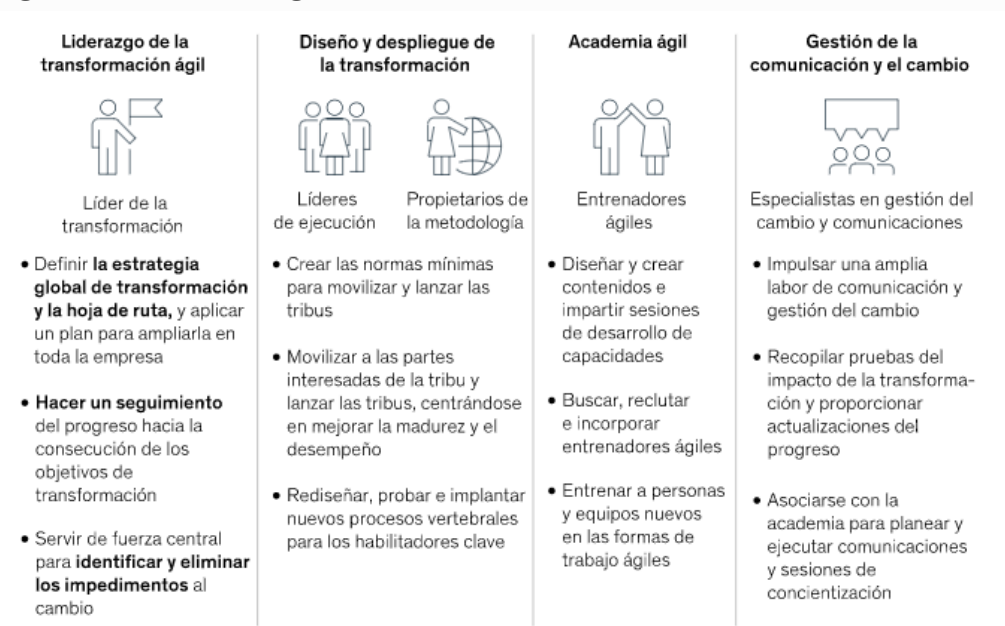 Liderazgo de la
transformación ágil
Líder de la
transformación
• Definir la estrategia
global de transformación
y la hoja de ruta, y aplicar
un plan para ampliarla en
toda la empresa
• Hacer un seguimiento
del progreso hacia la
consecución de los
objetivos de
transformación
• Servir de fuerza central
para identificar y eliminar
los impedimentos al
cambio
Diseño y despliegue de
la transformación
Líderes
de ejecución
Propietarios de
la metodología
• Crear las normas mínimas
para movilizar y lanzar las
tribus
• Movilizar a las partes
interesadas de la tribu y
lanzar las tribus, centrándose
en mejorar la madurez y el
desempeño
• Rediseñar, probar e implantar
nuevos procesos vertebrales
para los habilitadores clave
Academia ágil
Entrenadores
ágiles
• Diseñar y crear
contenidos e
impartir sesiones
de desarrollo de
capacidades
• Buscar, reclutar
e incorporar
entrenadores ágiles
• Entrenar a personas
y equipos nuevos
en las formas de
trabajo ágiles
Gestión de la
comunicación y el cambio
Especialistas en gestión del
cambio y comunicaciones
• Impulsar una amplia
labor de comunicación y
gestión del cambio
• Recopilar pruebas del
impacto de la transforma-
ción y proporcionar
actualizaciones del
progreso
• Asociarse con la
academia para planear y
ejecutar comunicaciones
y sesiones de
concientización